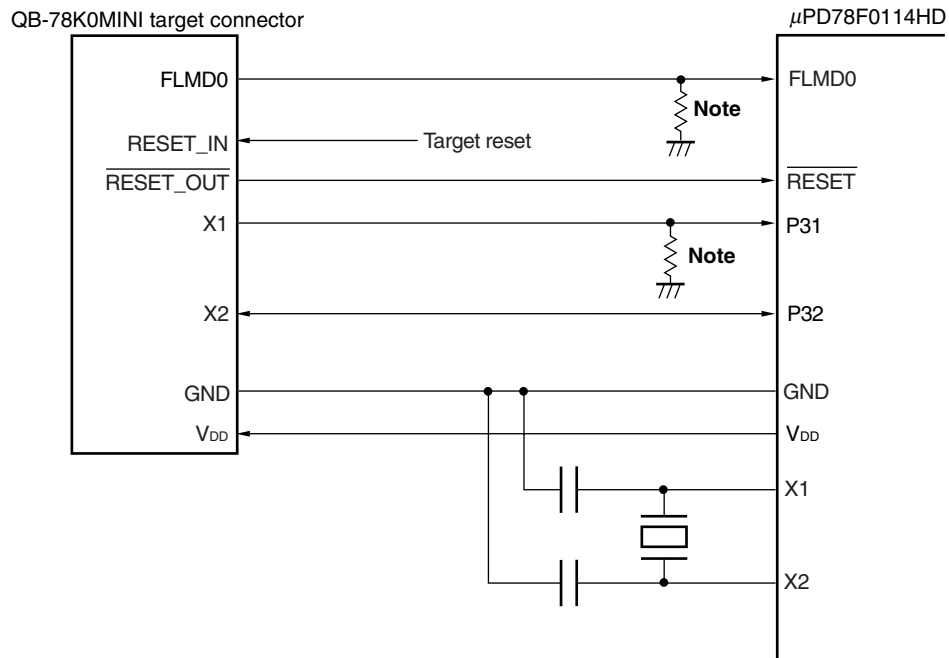 QB-78K0MINI target connector
μPD78F0114HD
FLMD0
Note
FLMD0
RESET_IN
Target reset
RESET_OUT
RESET
X1
Note
P31
X2
P32
GND
GND
VDD
VDD
X1
X2